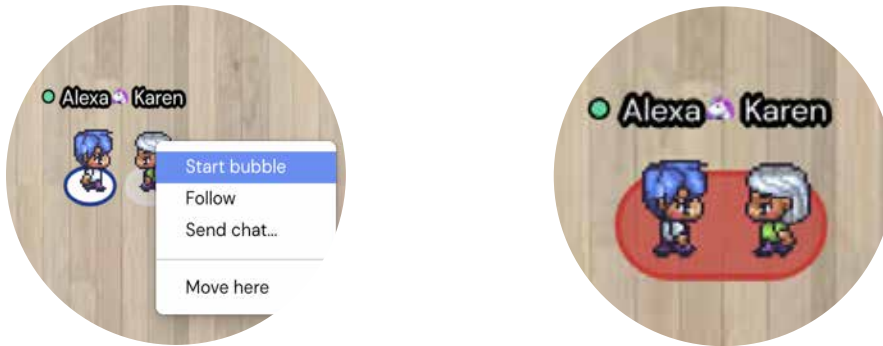 Alexa Karen
Start bubble
Follow
Send chat...
Move here
Alexa Karen